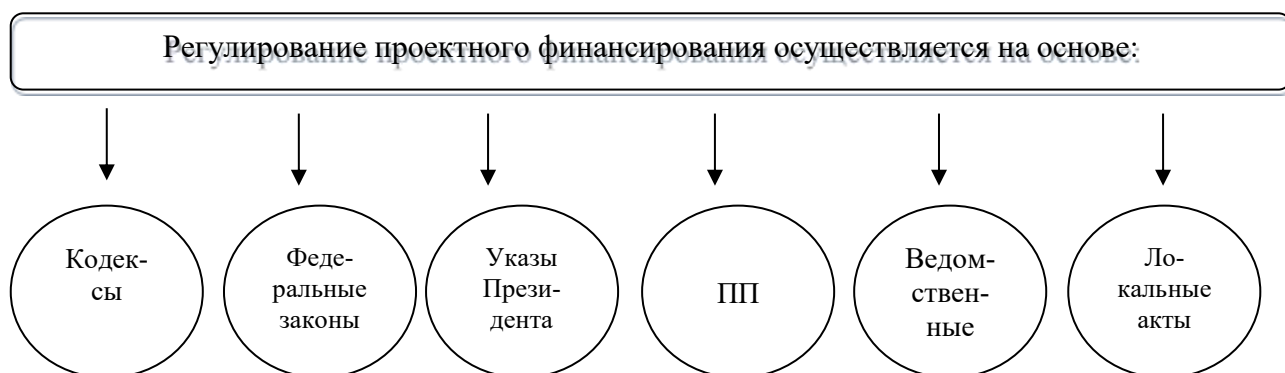 Регулирование проектного финансирования осуществляется на основе:
Кодек-
сы
Феде-
ральные
законы
Указы
Прези-
дента
ПП
Ведом-
ствен-
ные
Ло-
кальные
акты